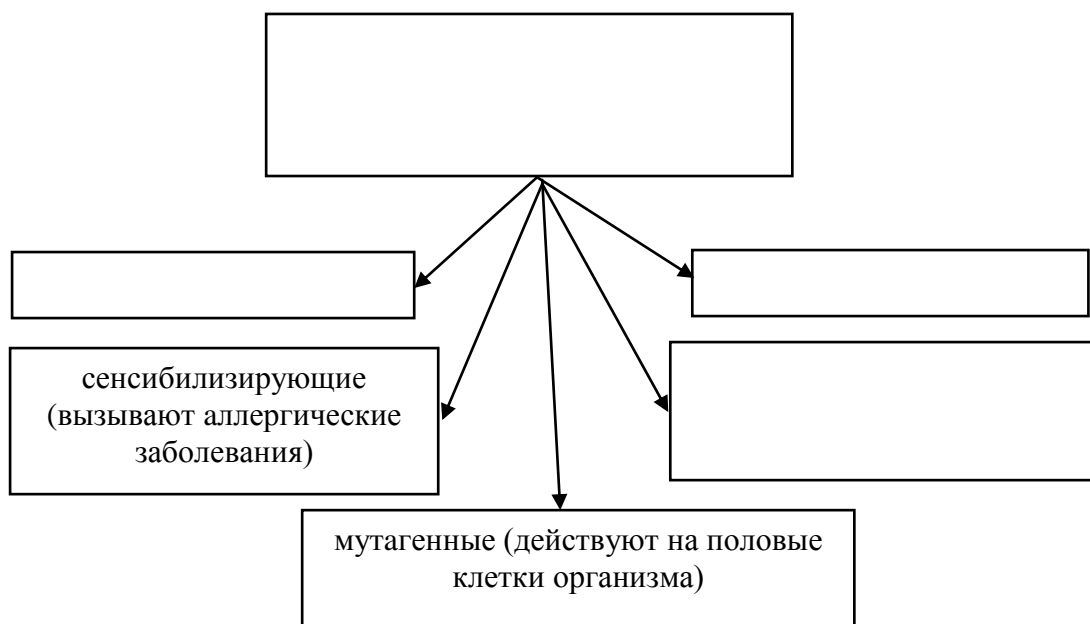 сенсибилизирующие
(вызывают аллергические
заболевания)
мутагенные (действуют на половые
клетки организма)